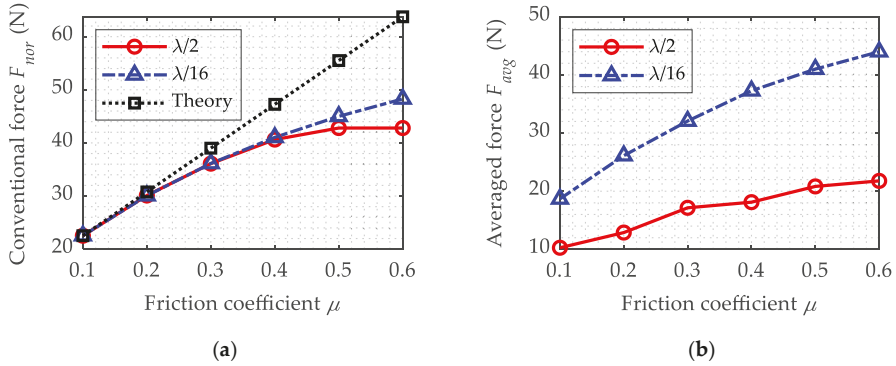 Conventional force F_nor (N)
60
50
40
30
20
λ/2
λ/16
Theory
0.1 0.2 0.3 0.4 0.5 0.6
Friction coefficient μ
(a)
Averaged force F_avg (N)
50
40
30
20
10
λ/2
λ/16
0.1 0.2 0.3 0.4 0.5 0.6
Friction coefficient μ
(b)